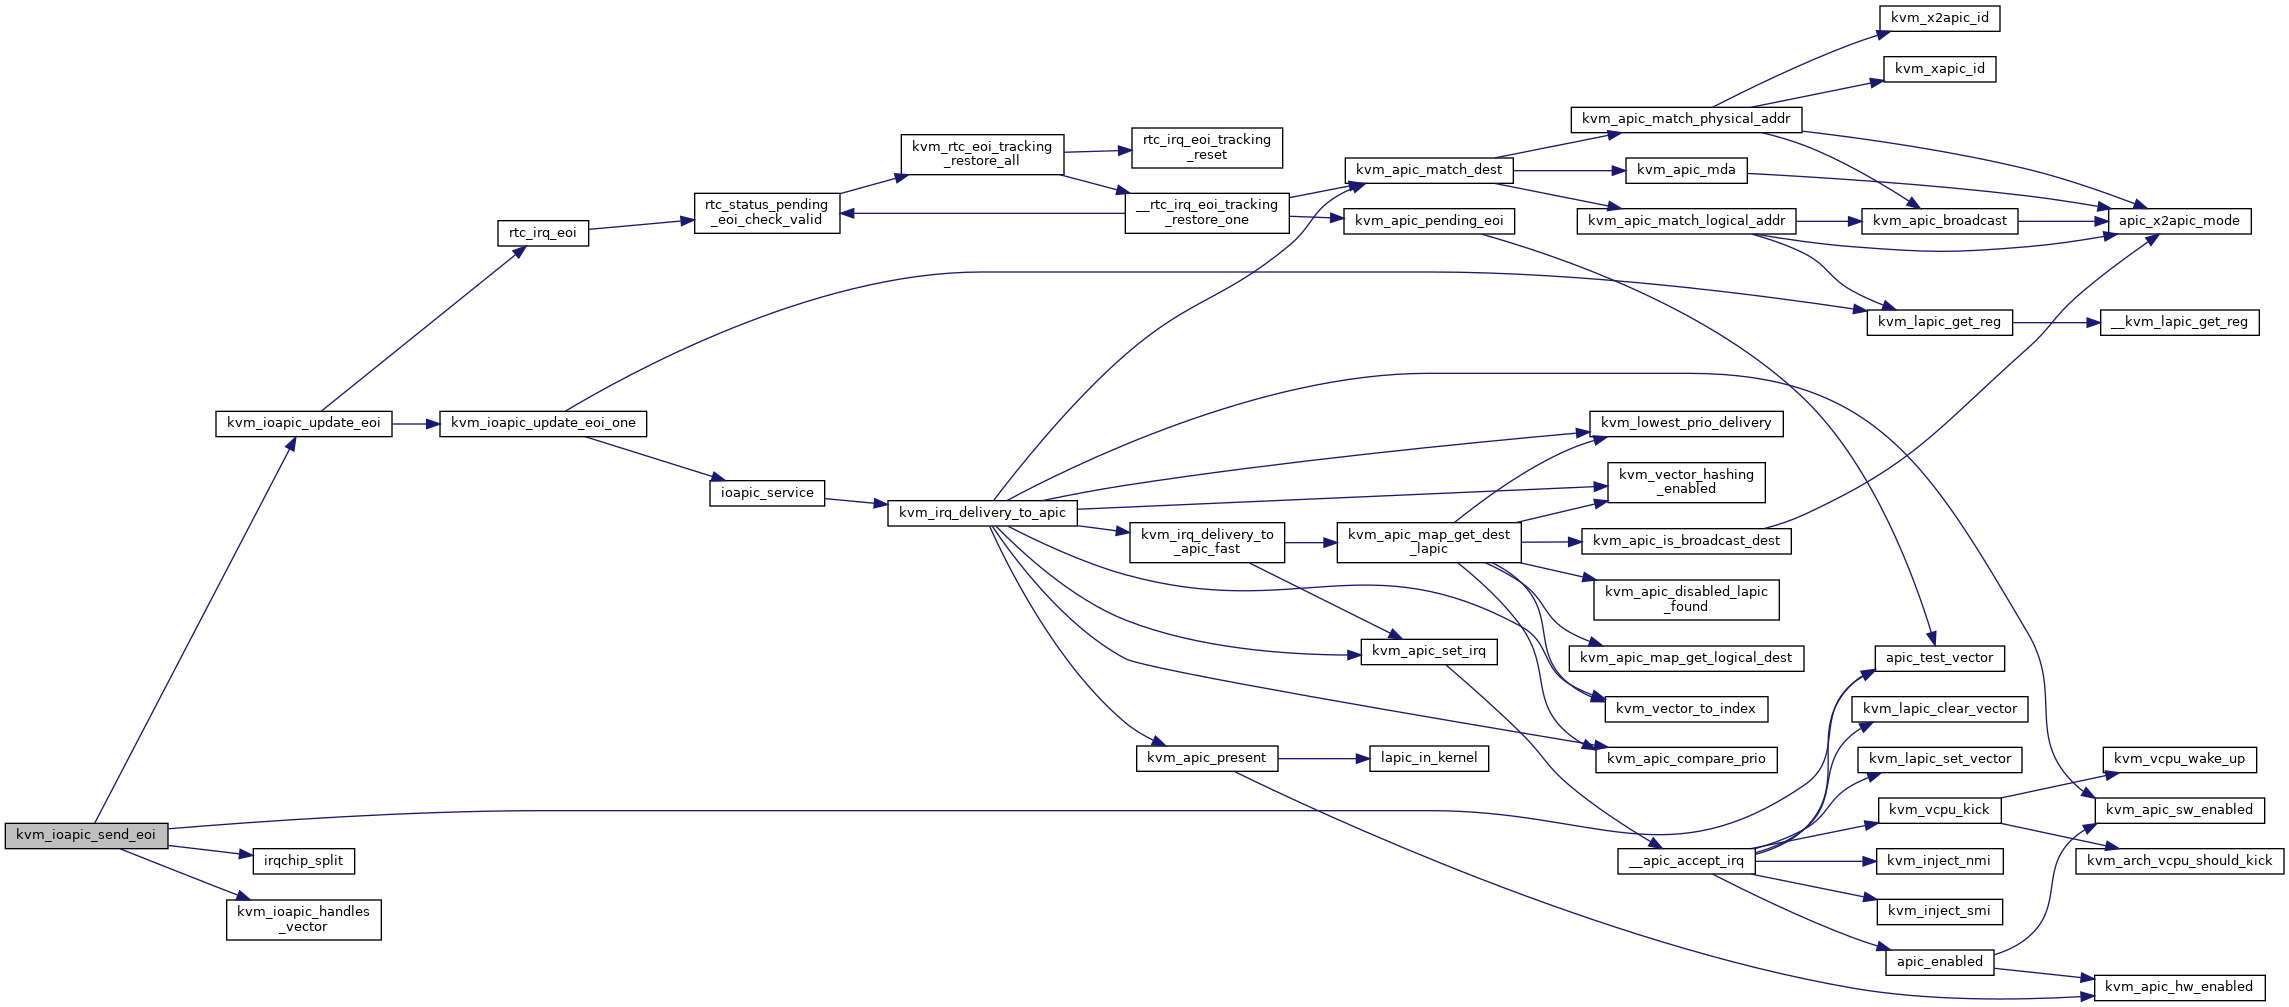 kvm_x2apic_id
kvm_xapic_id
kvm_apic_match_physical_addr
rtc_irq_eoi_tracking
_reset
kvm_rtc_eoi_tracking
_restore_all
kvm_apic_match_dest
kvm_apic_mda
rtc_status_pending
_eoi_check_valid
__rtc_irq_eoi_tracking
_restore_one
kvm_apic_pending_eoi
kvm_apic_match_logical_addr
kvm_apic_broadcast
apic_x2apic_mode
rtc_irq_eoi
kvm_lapic_get_reg
__kvm_lapic_get_reg
kvm_ioapic_update_eoi
kvm_ioapic_update_eoi_one
kvm_lowest_prio_delivery
ioapic_service
kvm_vector_hashing
_enabled
kvm_irq_delivery_to_apic
kvm_irq_delivery_to
_apic_fast
kvm_apic_map_get_dest
_lapic
kvm_apic_is_broadcast_dest
kvm_apic_disabled_lapic
_found
kvm_apic_set_irq
kvm_apic_map_get_logical_dest
apic_test_vector
kvm_vector_to_index
kvm_lapic_clear_vector
kvm_apic_present
lapic_in_kernel
kvm_apic_compare_prio
kvm_lapic_set_vector
kvm_vcpu_wake_up
kvm_vcpu_kick
kvm_apic_sw_enabled
kvm_ioapic_send_eoi
irqchip_split
__apic_accept_irq
kvm_inject_nmi
kvm_arch_vcpu_should_kick
kvm_ioapic_handles
_vector
kvm_inject_smi
apic_enabled
kvm_apic_hw_enabled